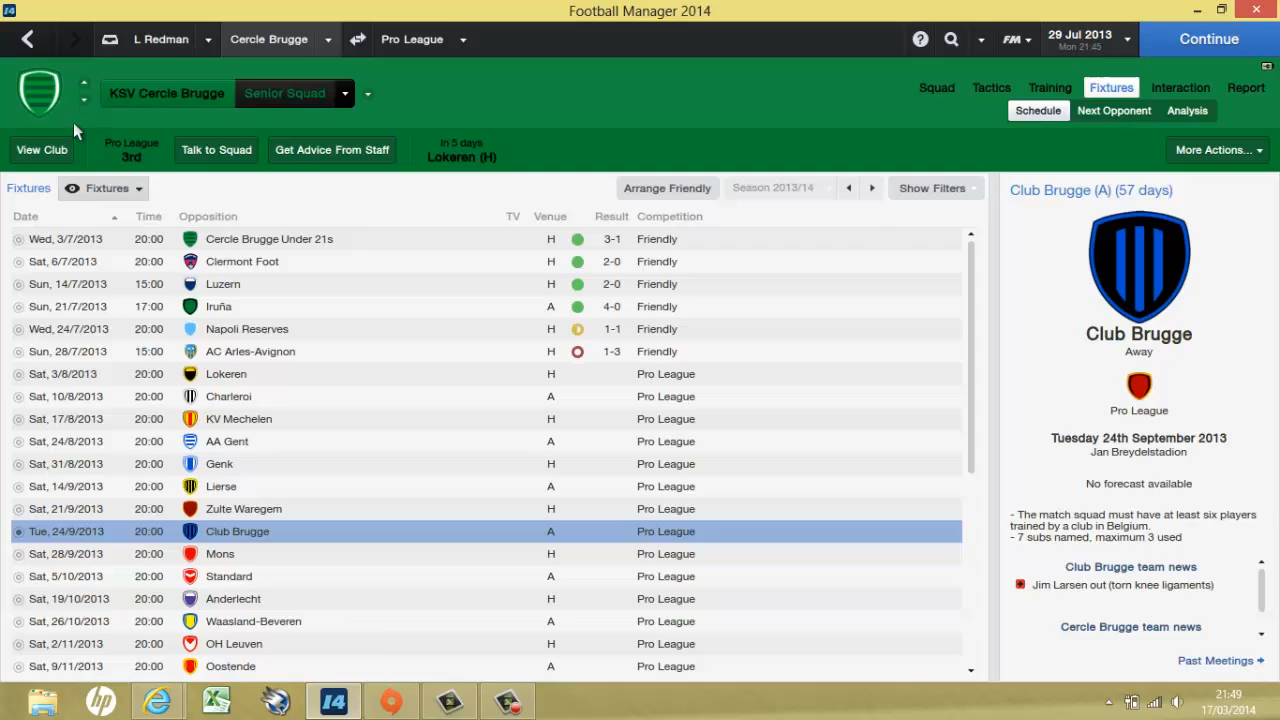 Football Manager 2014
L Redman Cercle Brugge Pro League FM 29 Jul 2013 Mon 21:45 Continue
KSV Cercle Brugge Senior Squad Squad Tactics Training Fixtures Interaction Report
Schedule Next Opponent Analysis
View Club Pro League 3rd Talk to Squad Get Advice From Staff In 5 days Lokeren (H) More Actions...
Fixtures Fixtures Arrange Friendly Season 2013/14 Show Filters
Date Time Opposition TV Venue Result Competition
Wed, 3/7/2013 20:00 Cercle Brugge Under 21s H 3-1 Friendly
Sat, 6/7/2013 20:00 Clermont Foot H 2-0 Friendly
Sun, 14/7/2013 15:00 Luzern H 2-0 Friendly
Sun, 21/7/2013 17:00 Iruña A 4-0 Friendly
Wed, 24/7/2013 20:00 Napoli Reserves H 1-1 Friendly
Sun, 28/7/2013 15:00 AC Arles-Avignon H 1-3 Friendly
Sat, 3/8/2013 20:00 Lokeren H Pro League
Sat, 10/8/2013 20:00 Charleroi A Pro League
Sat, 17/8/2013 20:00 KV Mechelen H Pro League
Sat, 24/8/2013 20:00 AA Gent A Pro League
Sat, 31/8/2013 20:00 Genk H Pro League
Sat, 14/9/2013 20:00 Lierse A Pro League
Sat, 21/9/2013 20:00 Zulte Waregem H Pro League
Tue, 24/9/2013 20:00 Club Brugge A Pro League
Sat, 28/9/2013 20:00 Mons H Pro League
Sat, 5/10/2013 20:00 Standard A Pro League
Sat, 19/10/2013 20:00 Anderlecht H Pro League
Sat, 26/10/2013 20:00 Waasland-Beveren A Pro League
Sat, 2/11/2013 20:00 OH Leuven H Pro League
Sat, 9/11/2013 20:00 Oostende A Pro League
Club Brugge (A) (57 days)
Club Brugge
Away
Pro League
Tuesday 24th September 2013
Jan Breydelstadion
No forecast available
- The match squad must have at least six players
trained by a club in Belgium.
- 7 subs named, maximum 3 used
Club Brugge team news
Jim Larsen out (torn knee ligaments)
Cercle Brugge team news
Past Meetings
21:49
17/03/2014